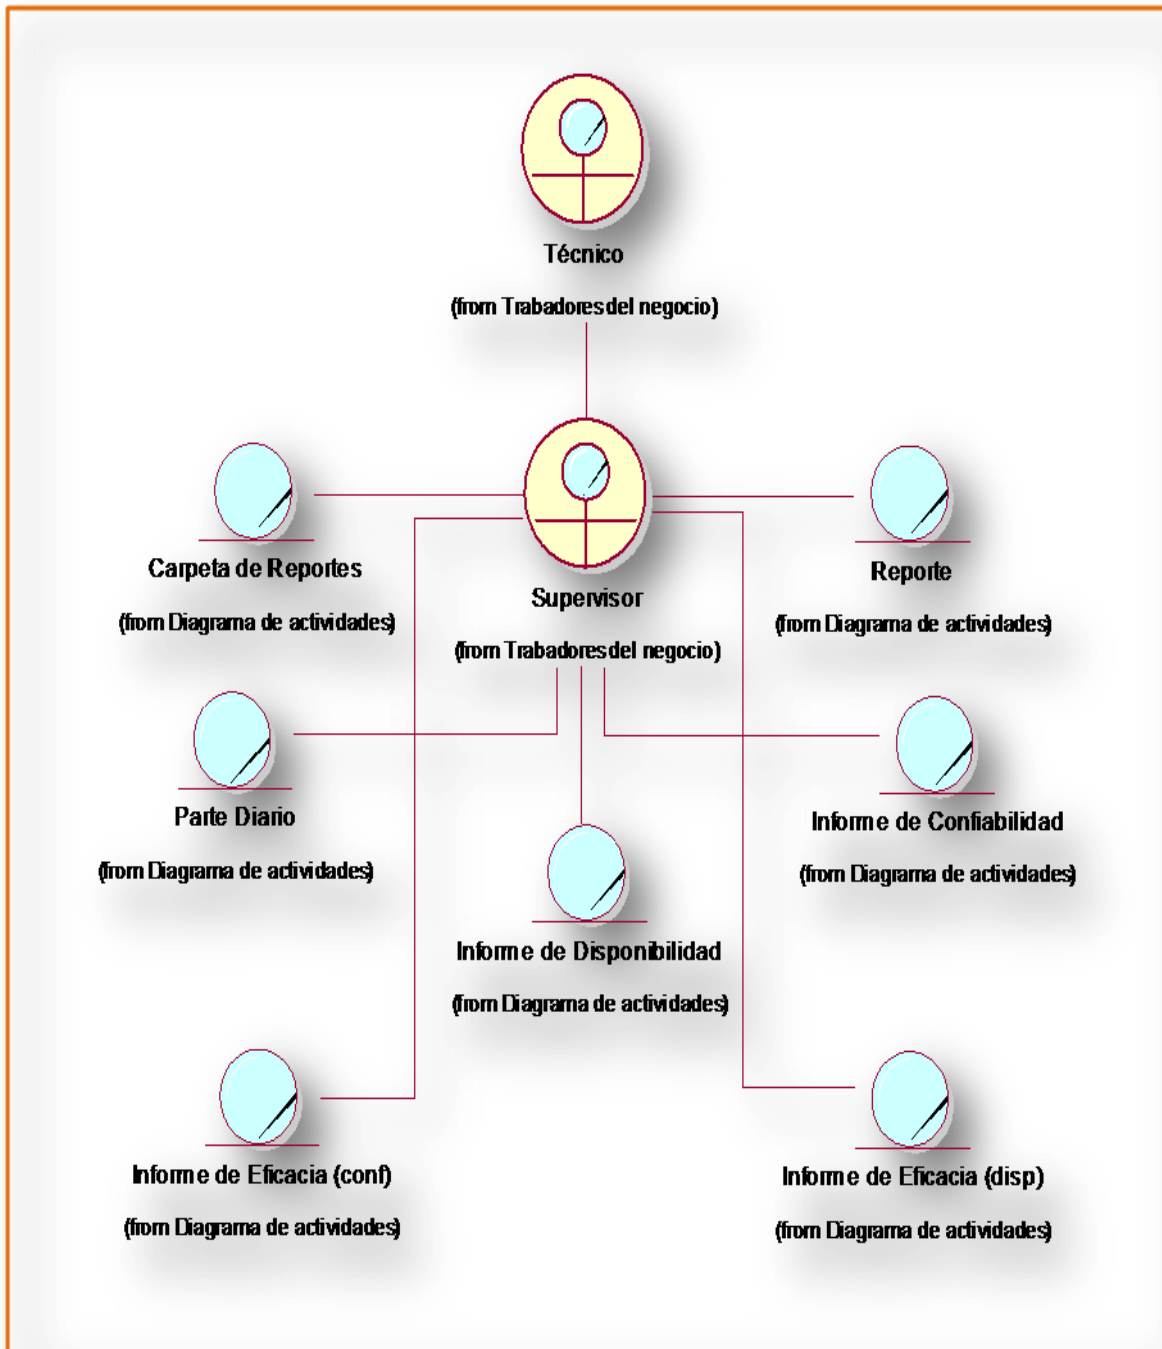 Técnico
(from Trabadores del negocio)
Carpeta de Reportes
(from Diagrama de actividades)
Supervisor
(from Trabadores del negocio)
Reporte
(from Diagrama de actividades)
Parte Diario
(from Diagrama de actividades)
Informe de Confiabilidad
(from Diagrama de actividades)
Informe de Disponibilidad
(from Diagrama de actividades)
Informe de Eficacia (conf)
(from Diagrama de actividades)
Informe de Eficacia (disp)
(from Diagrama de actividades)